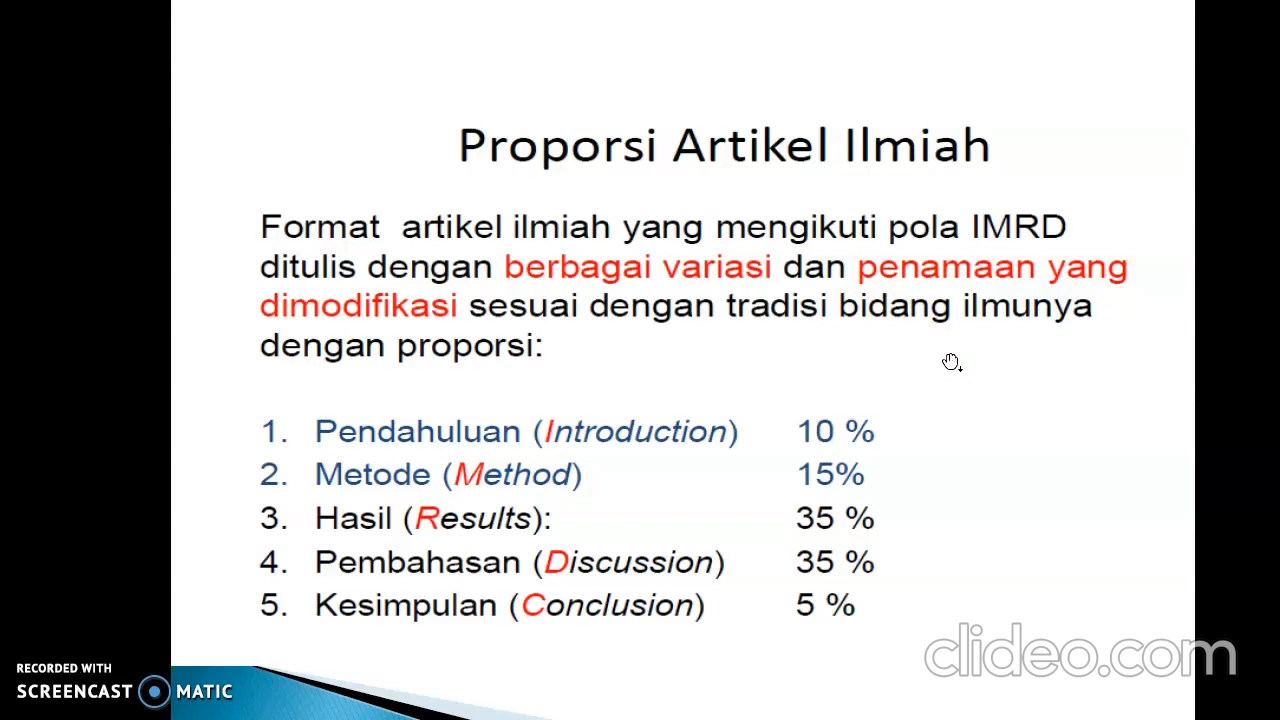 Proporsi Artikel Ilmiah
Format artikel ilmiah yang mengikuti pola IMRD
ditulis dengan berbagai variasi dan penamaan yang
dimodifikasi sesuai dengan tradisi bidang ilmunya
dengan proporsi:
1. Pendahuluan (Introduction) 10 %
2. Metode (Method) 15%
3. Hasil (Results): 35 %
4. Pembahasan (Discussion) 35 %
5. Kesimpulan (Conclusion) 5 %
clideo.com
RECORDED WITH
SCREENCAST MATIC